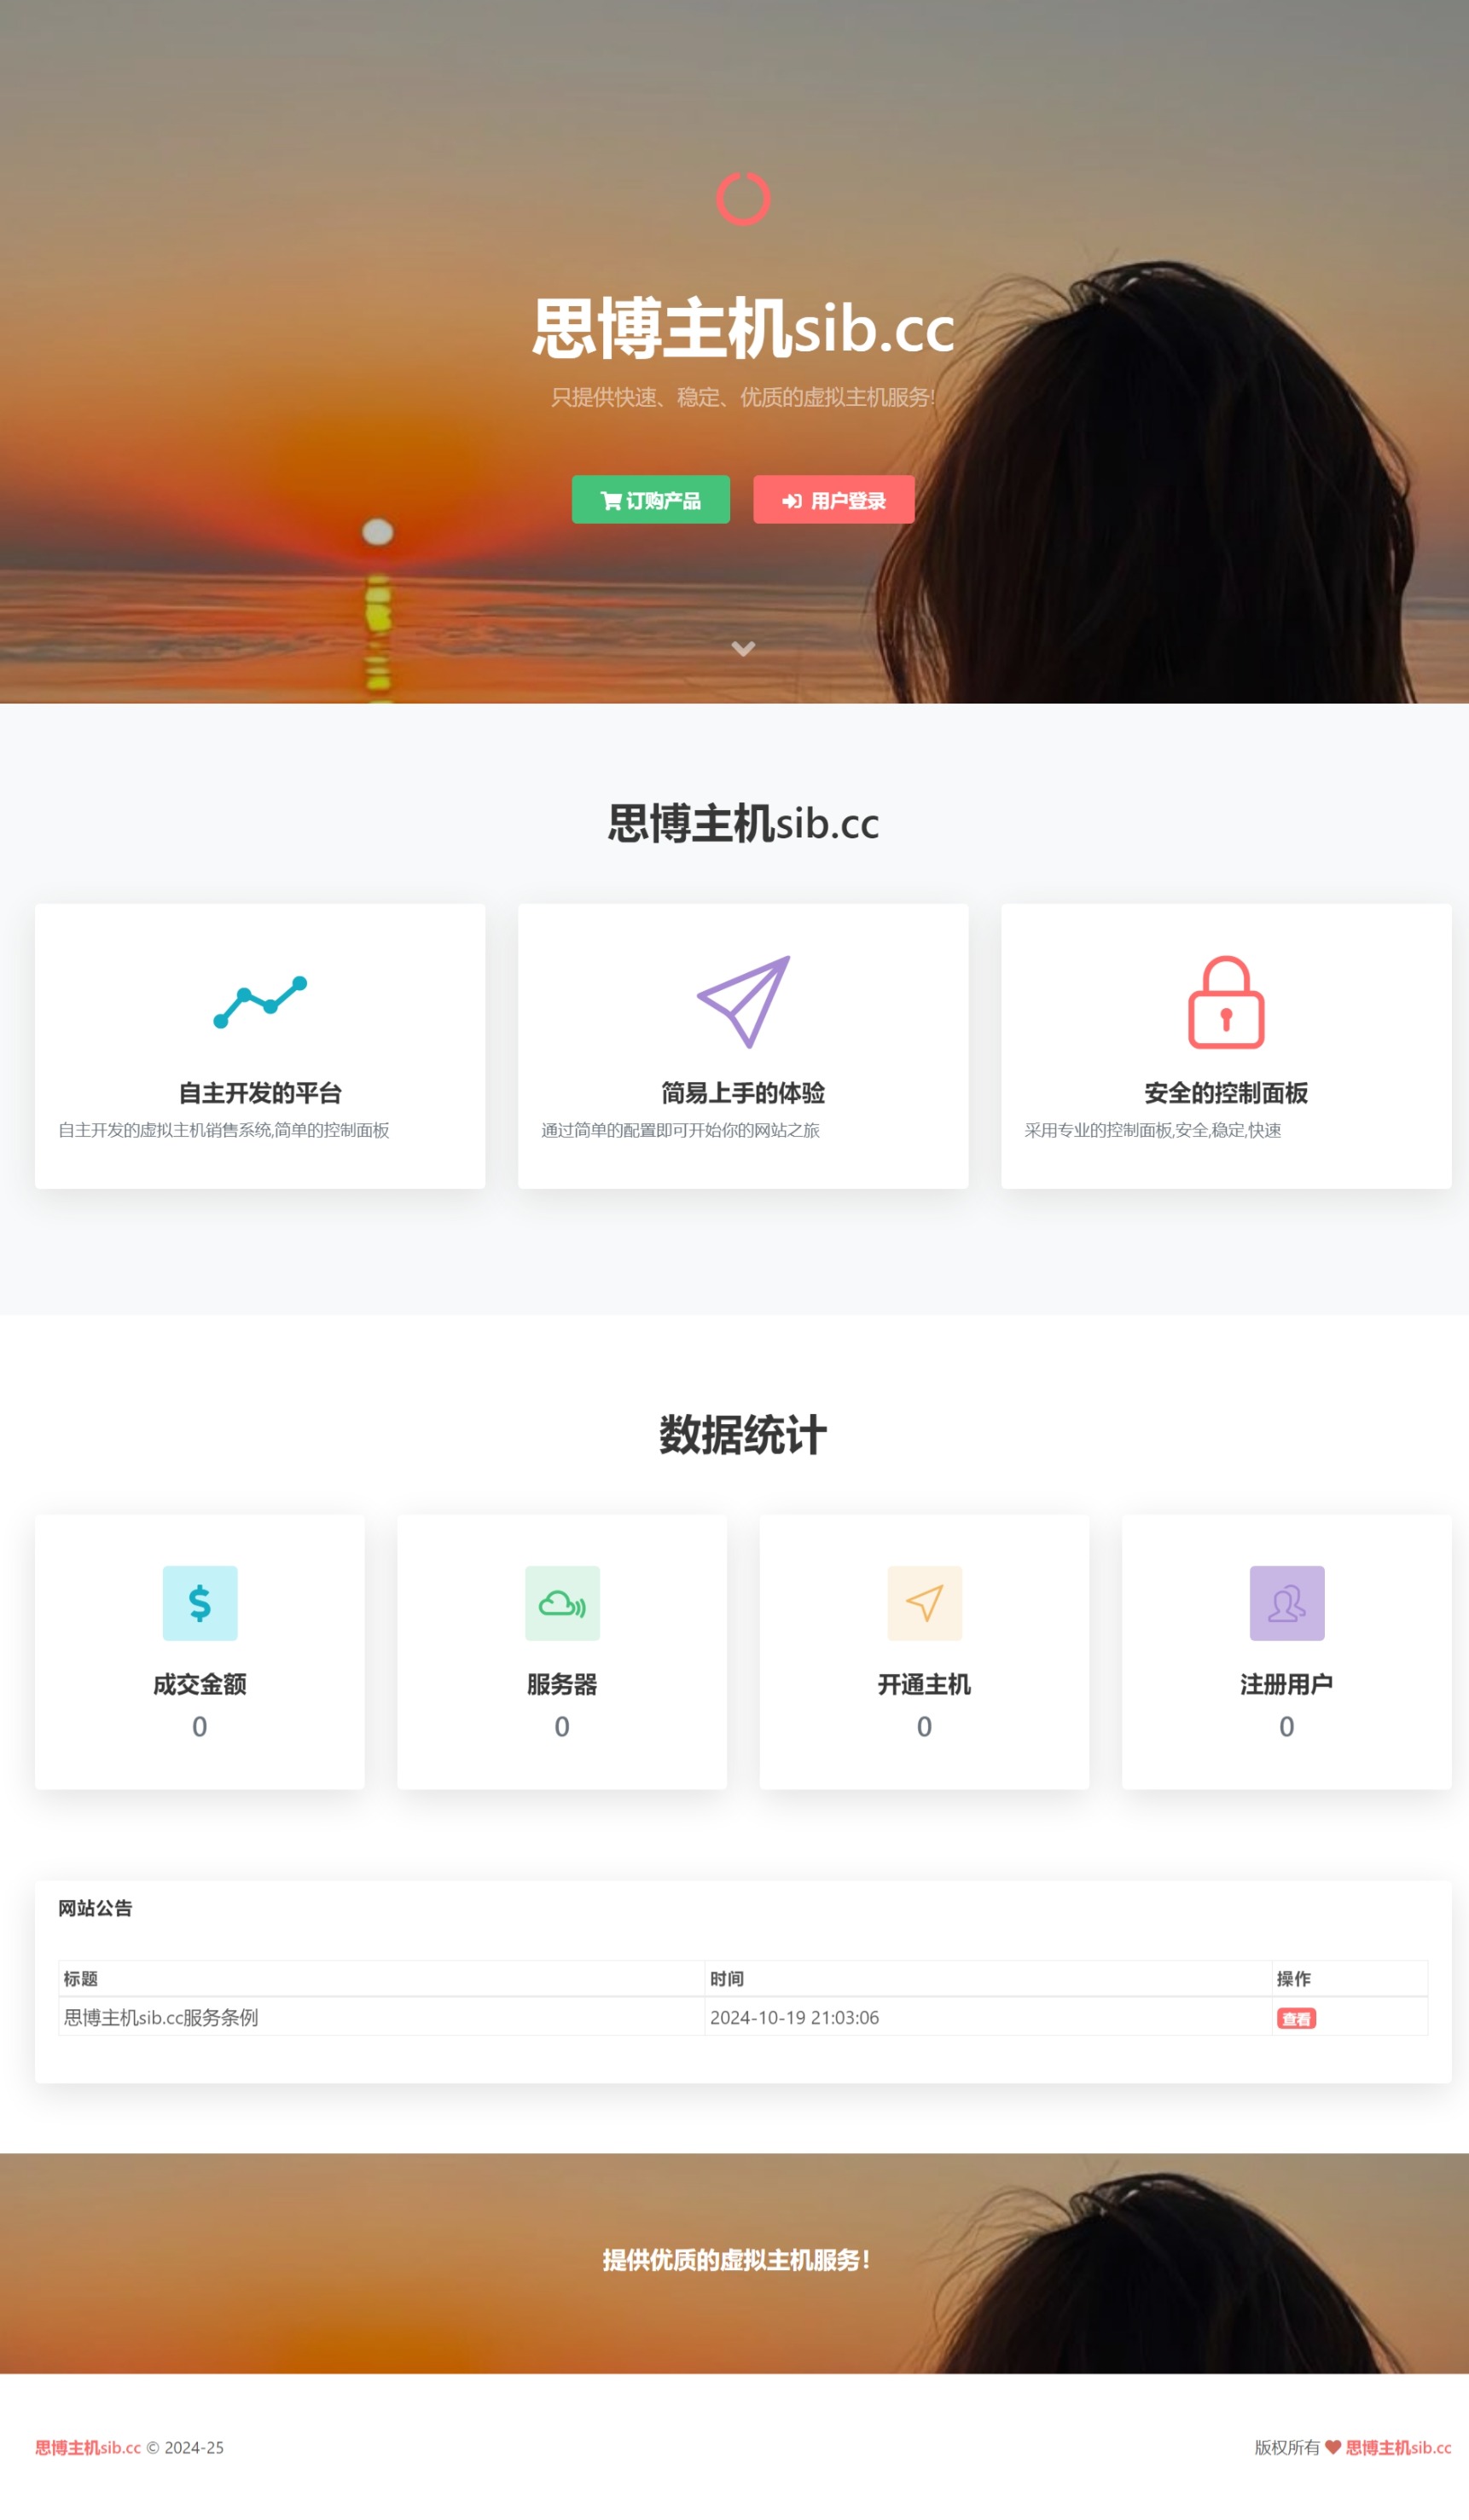 思博主机sib.cc
只提供快速、稳定、优质的虚拟主机服务!
订购产品
用户登录
思博主机sib.cc
自主开发的平台
自主开发的虚拟主机销售系统,简单的控制面板
简易上手的体验
通过简单的配置即可开始你的网站之旅
安全的控制面板
采用专业的控制面板,安全,稳定,快速
数据统计
成交金额
0
服务器
0
开通主机
0
注册用户
0
网站公告
标题 时间 操作
思博主机sib.cc服务条例 2024-10-19 21:03:06 查看
提供优质的虚拟主机服务！
思博主机sib.cc © 2024-25
版权所有 ❤ 思博主机sib.cc